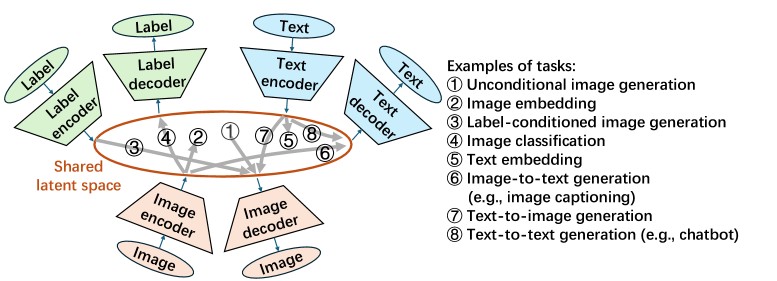 Label
Text
Label
Label
encoder
Label
decoder
Text
encoder
Text
decoder
Text
③
④
②
①
⑦
⑤
⑧
⑥
Shared
latent space
Image
encoder
Image
decoder
Image
Image
Examples of tasks:
① Unconditional image generation
② Image embedding
③ Label-conditioned image generation
④ Image classification
⑤ Text embedding
⑥ Image-to-text generation
(e.g., image captioning)
⑦ Text-to-image generation
⑧ Text-to-text generation (e.g., chatbot)